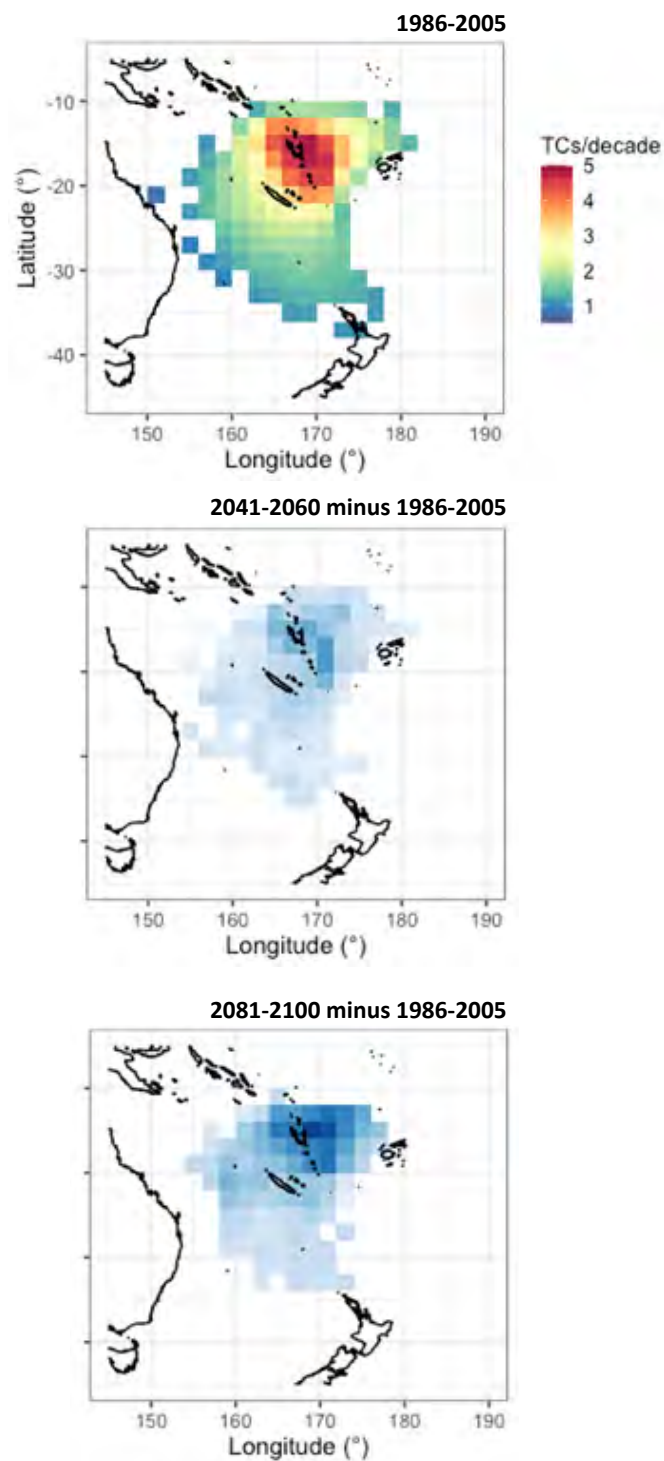 1986-2005
-10
-20
-30
-40
Latitude (°)
150 160 170 180 190
Longitude (°)
TCs/decade
5
4
3
2
1
2041-2060 minus 1986-2005
150 160 170 180 190
Longitude (°)
2081-2100 minus 1986-2005
150 160 170 180 190
Longitude (°)